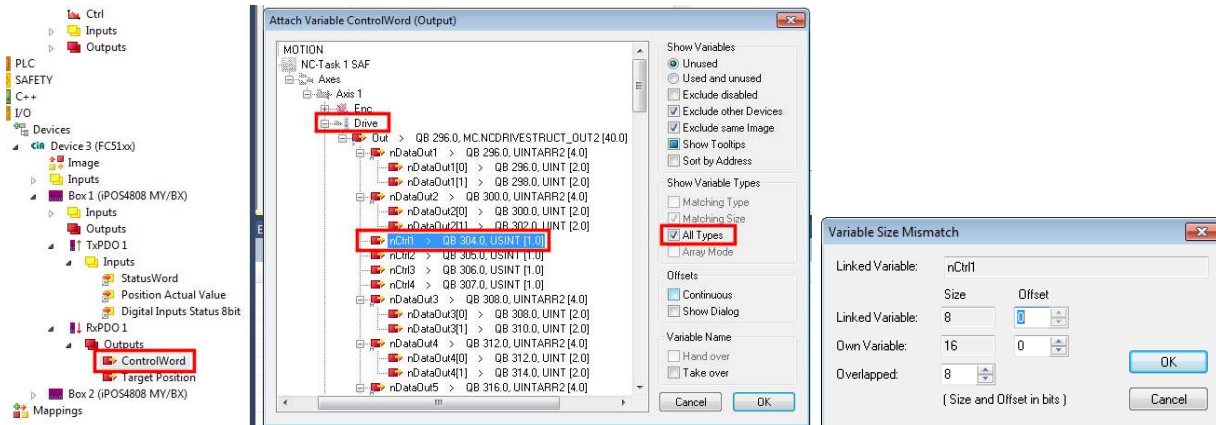 Ctrl
Inputs
Outputs
PLC
SAFETY
C++
I/O
Devices
Device 3 (FC51xx)
Image
Inputs
Box 1 (iPOS4808 MY/BX)
Inputs
Outputs
TxPDO 1
Inputs
StatusWord
Position Actual Value
Digital Inputs Status 8bit
RxPDO 1
Outputs
ControlWord
Target Position
Box 2 (iPOS4808 MY/BX)
Mappings
Attach Variable ControlWord (Output)
MOTION
NC-Task 1 SAF
Axes
Axis 1
Enc
Drive
Out > QB 296.0, MC.NCDRIVESTRUCT_OUT2 [40.0]
nDataOut1 > QB 296.0, UINTARR2 [4.0]
nDataOut1[0] > QB 296.0, UINT [2.0]
nDataOut1[1] > QB 298.0, UINT [2.0]
nDataOut2 > QB 300.0, UINTARR2 [4.0]
nDataOut2[0] > QB 300.0, UINT [2.0]
nDataOut2[1] > QB 302.0, UINT [2.0]
nCtrl1 > QB 304.0, USINT [1.0]
nCtrl2 > QB 305.0, USINT [1.0]
nCtrl3 > QB 306.0, USINT [1.0]
nCtrl4 > QB 307.0, USINT [1.0]
nDataOut3 > QB 308.0, UINTARR2 [4.0]
nDataOut3[0] > QB 308.0, UINT [2.0]
nDataOut3[1] > QB 310.0, UINT [2.0]
nDataOut4 > QB 312.0, UINTARR2 [4.0]
nDataOut4[0] > QB 312.0, UINT [2.0]
nDataOut4[1] > QB 314.0, UINT [2.0]
nDataOut5 > QB 316.0, UINTARR2 [4.0]
Show Variables
Unused
Used and unused
Exclude disabled
Exclude other Devices
Exclude same Image
Show Tooltips
Sort by Address
Show Variable Types
Matching Type
Matching Size
All Types
Array Mode
Offsets
Continuous
Show Dialog
Variable Name
Hand over
Take over
Cancel OK
Variable Size Mismatch
Linked Variable: nCtrl1
Size Offset
Linked Variable: 8 0
Own Variable: 16 0
Overlapped: 8
( Size and Offset in bits )
OK
Cancel